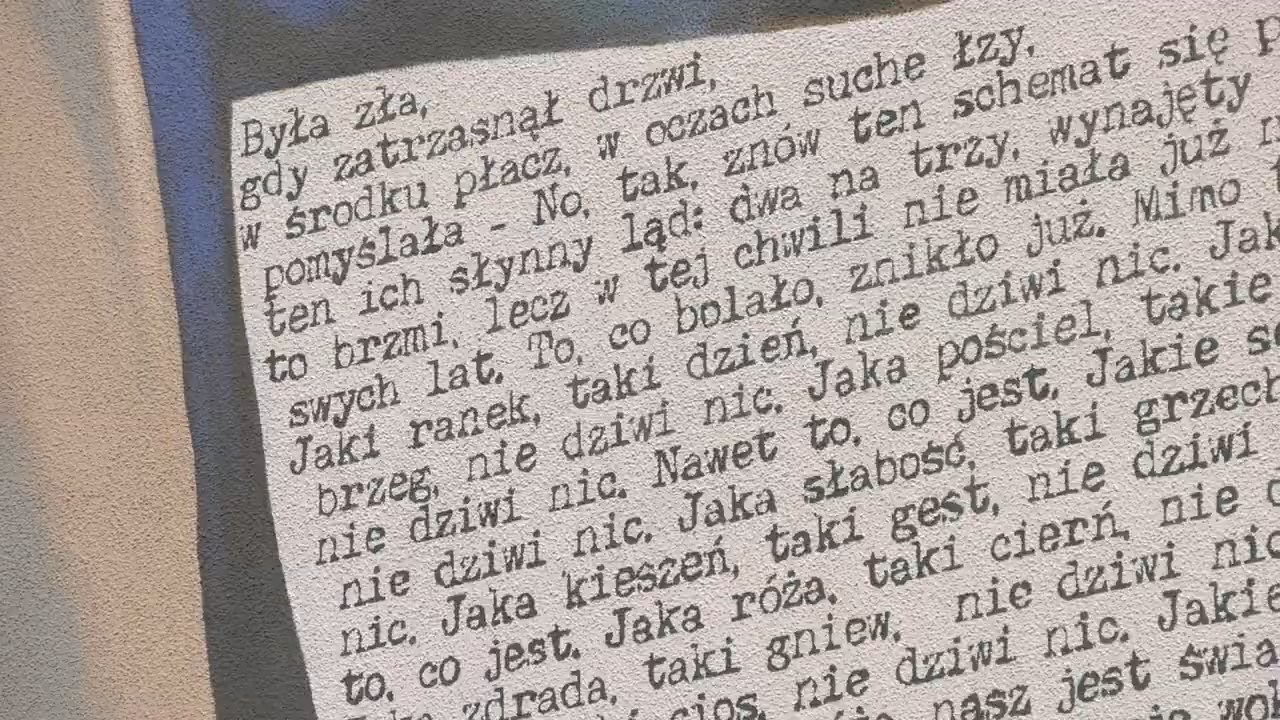 Była zła,
gdy zatrzasnął drzwi,
w środku płacz, w oczach suche łzy,
pomyślała - No, tak, znów ten schemat się
ten ich słynny ląd: dwa na trzy, wynajęty
to brzmi, lecz w tej chwili nie miała już
swych lat. To, co bolało, znikło już. Mimo
Jaki ranek, taki dzień, nie dziwi nic. Jak
brzeg, nie dziwi nic. Jaka pościel, takie
nie dziwi nic. Nawet to, co jest. Jakie
nie dziwi nic. Jaka słabość, taki grzech
nic. Jaka kieszeń, taki gest, nie dziwi
to, co jest. Jaka róża, taki cierń, nie
zdrada, taki gniew, nie dziwi nic
cios, nie dziwi nic. Jakie
nasz jest świa